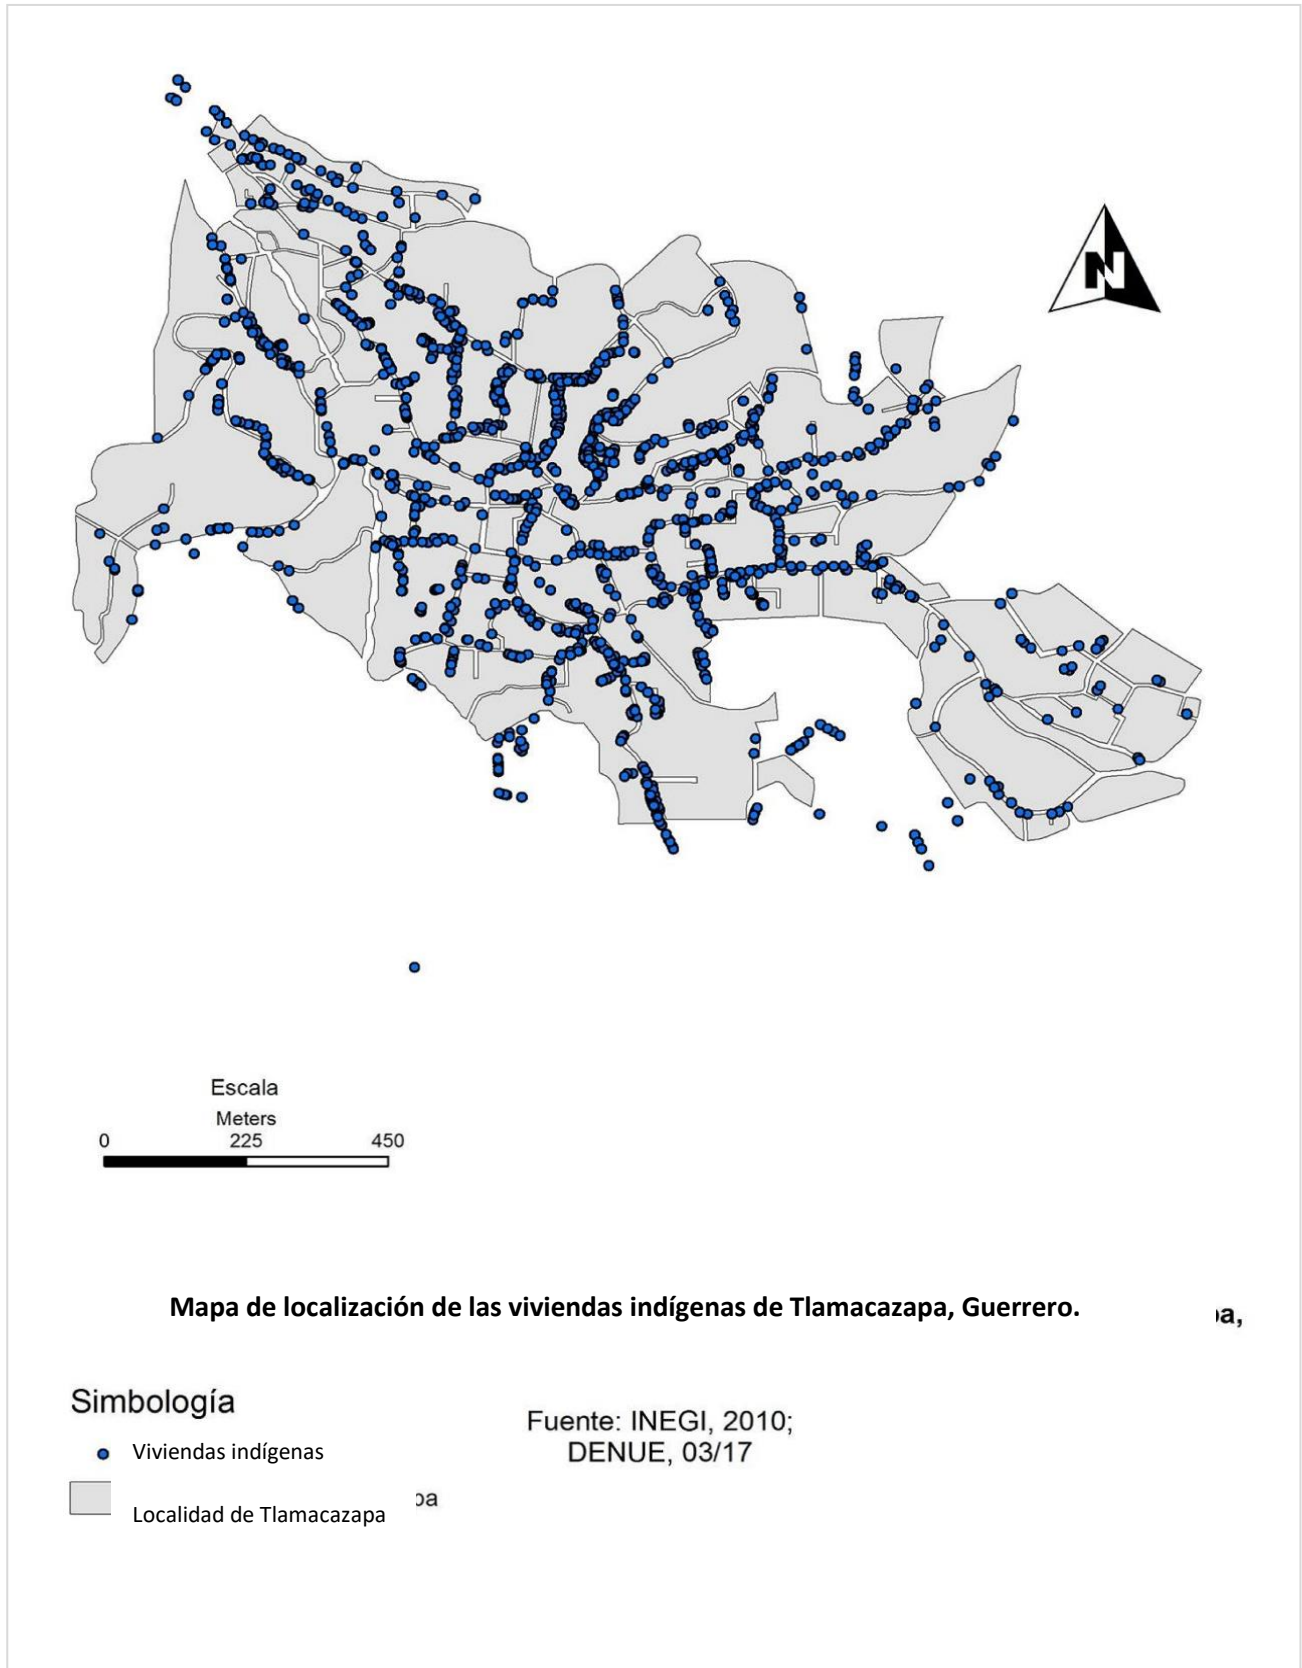 N
Escala
Meters
0 225 450
Mapa de localización de las viviendas indígenas de Tlamacazapa, Guerrero.
a,
Simbología
Viviendas indígenas
Localidad de Tlamacazapa
Fuente: INEGI, 2010;
DENUE, 03/17